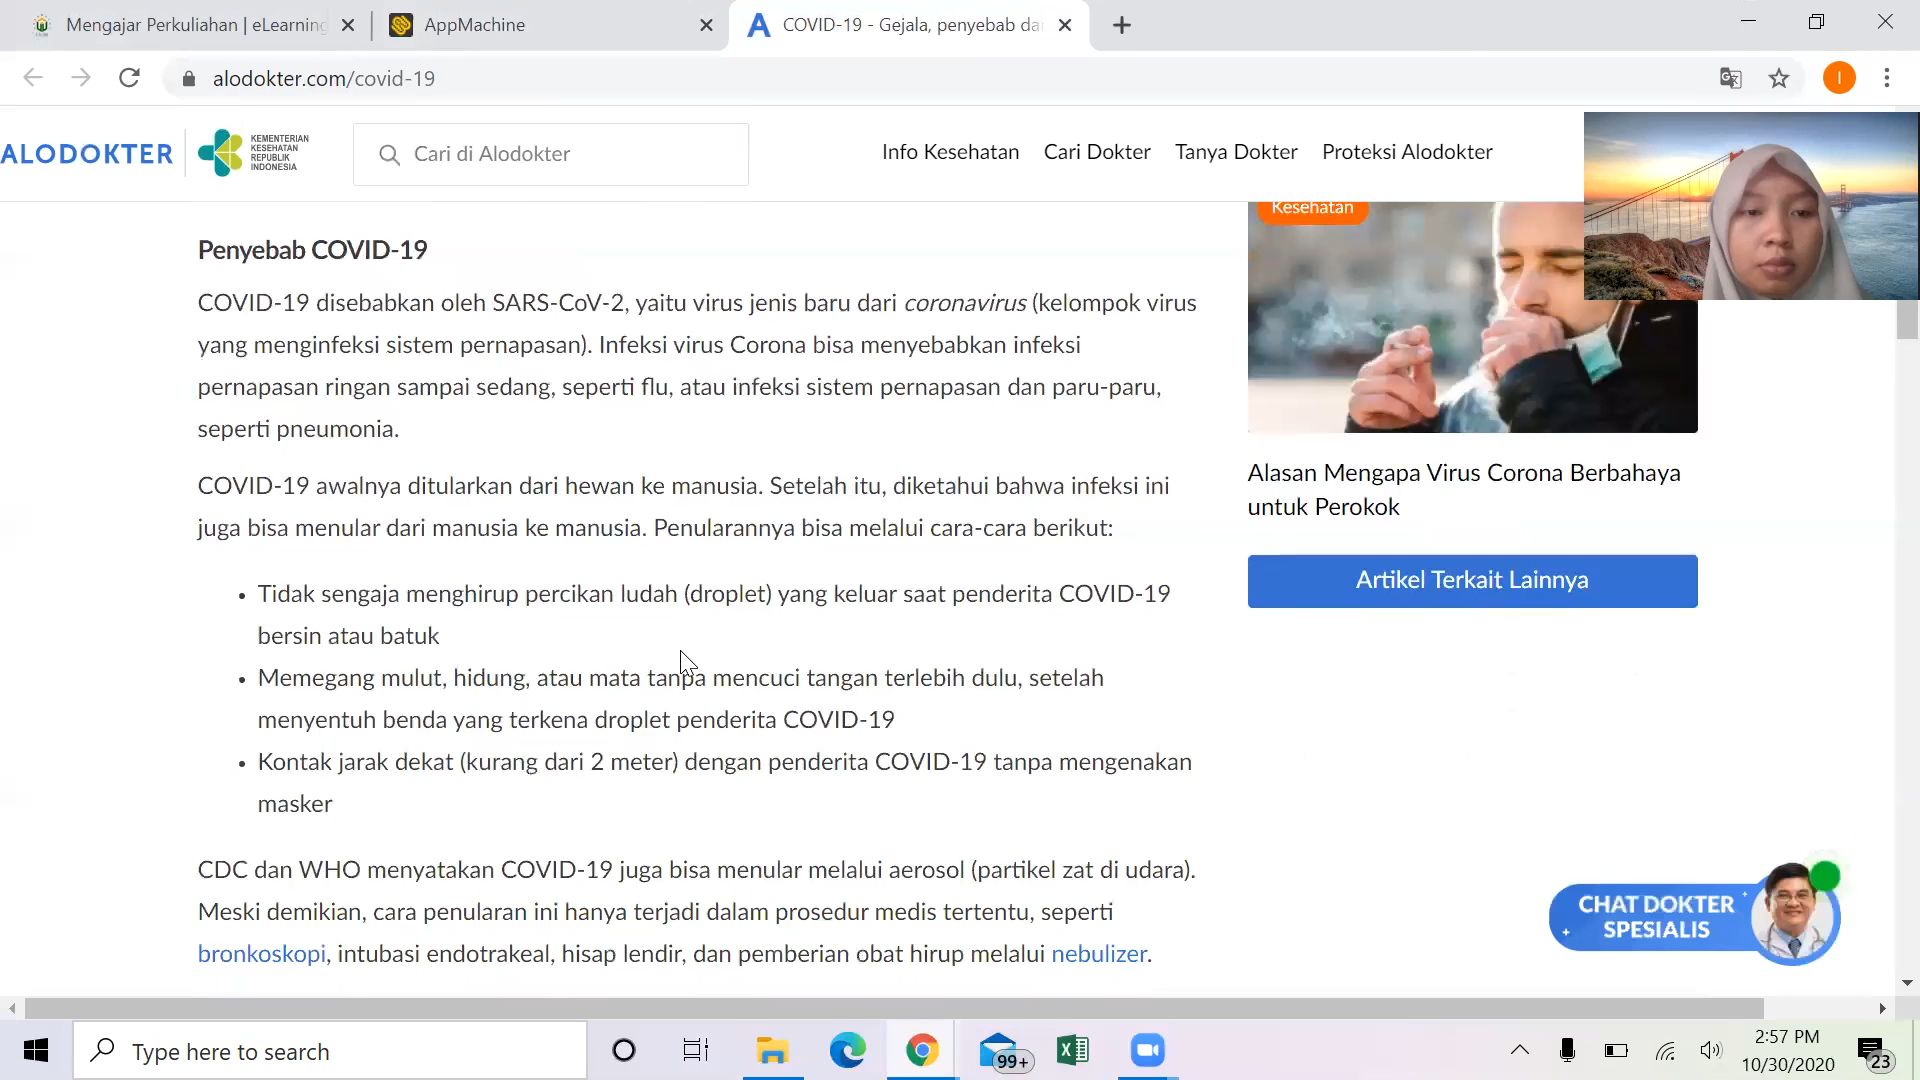 Mengajar Perkuliahan | eLearning
AppMachine
COVID-19 - Gejala, penyebab da
alodokter.com/covid-19
I
ALODOKTER
KEMENTERIAN
KESEHATAN
REPUBLIK
INDONESIA
Cari di Alodokter
Info Kesehatan
Cari Dokter
Tanya Dokter
Proteksi Alodokter
Kesehatan
Penyebab COVID-19
COVID-19 disebabkan oleh SARS-CoV-2, yaitu virus jenis baru dari coronavirus (kelompok virus
yang menginfeksi sistem pernapasan). Infeksi virus Corona bisa menyebabkan infeksi
pernapasan ringan sampai sedang, seperti flu, atau infeksi sistem pernapasan dan paru-paru,
seperti pneumonia.
COVID-19 awalnya ditularkan dari hewan ke manusia. Setelah itu, diketahui bahwa infeksi ini
juga bisa menular dari manusia ke manusia. Penularannya bisa melalui cara-cara berikut:
• Tidak sengaja menghirup percikan ludah (droplet) yang keluar saat penderita COVID-19
bersin atau batuk
• Memegang mulut, hidung, atau mata tanpa mencuci tangan terlebih dulu, setelah
menyentuh benda yang terkena droplet penderita COVID-19
• Kontak jarak dekat (kurang dari 2 meter) dengan penderita COVID-19 tanpa mengenakan
masker
CDC dan WHO menyatakan COVID-19 juga bisa menular melalui aerosol (partikel zat di udara).
Meski demikian, cara penularan ini hanya terjadi dalam prosedur medis tertentu, seperti
bronkoskopi, intubasi endotrakeal, hisap lendir, dan pemberian obat hirup melalui nebulizer.
Alasan Mengapa Virus Corona Berbahaya
untuk Perokok
Artikel Terkait Lainnya
CHAT DOKTER
SPESIALIS
Type here to search
99+
2:57 PM
10/30/2020
23